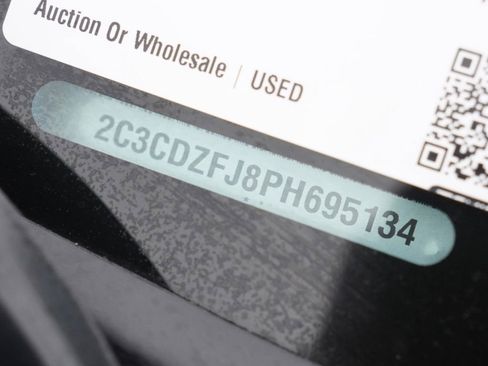 Auction Or Wholesale | USED
2C3CDZFJ8PH695134